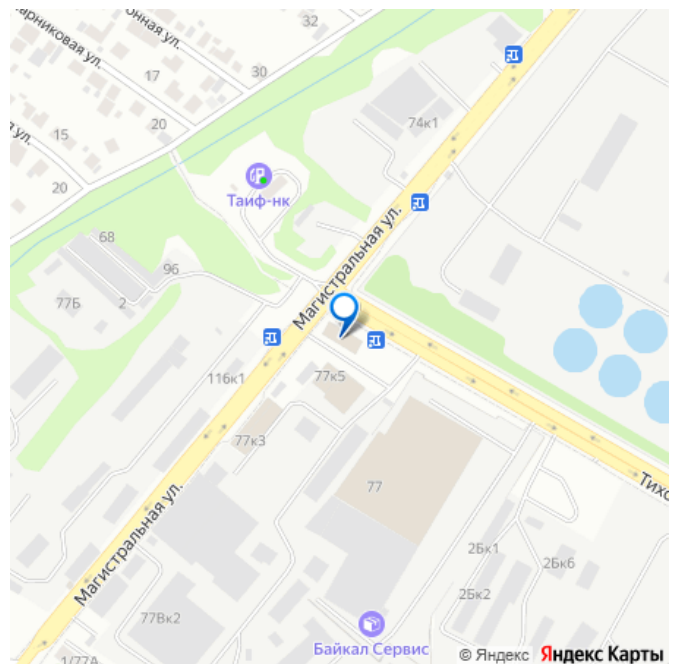 арниковая ул.
онная ул.
32
30
17
15
20
74к1
я ул.
20
Таиф-нк
Магистральная ул.
68
96
77Б
2
116к1
77к5
77к3
77
Тихо
Магистральная ул.
2Бк1
2Бк6
2Бк2
77Вк2
Байкал Сервис
1/77А
© Яндекс Яндекс Карты